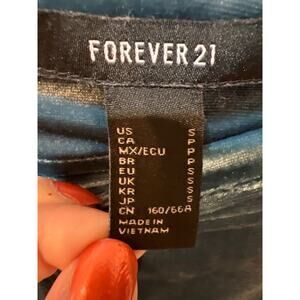 FOREVER 21
US S
CA P
MX/ECU P
BR P
EU S
UK S
KR S
JP S
CN 160/66A
MADE IN
VIETNAM